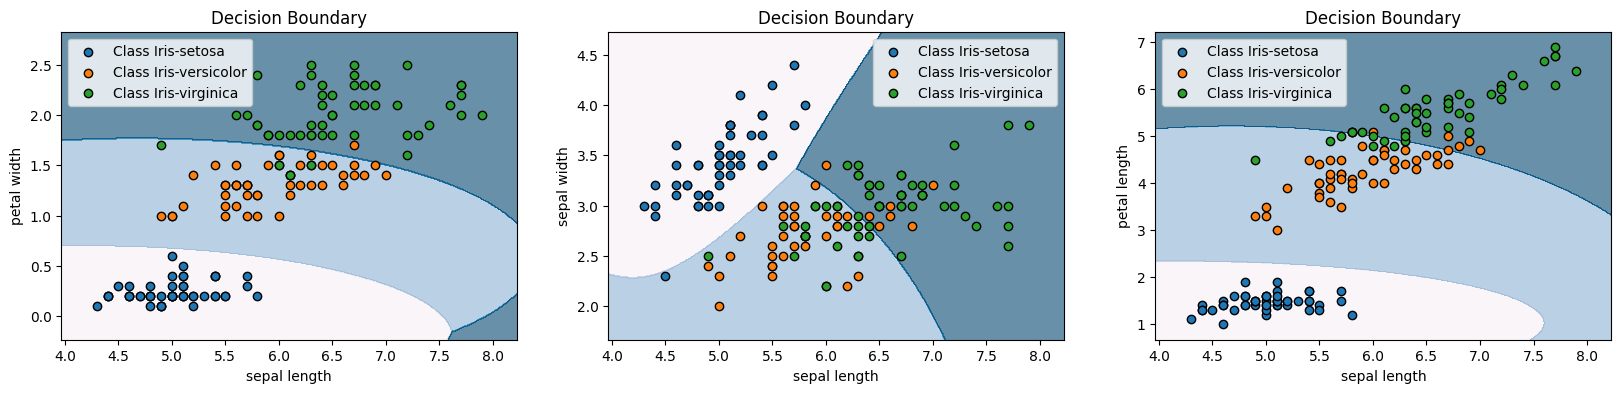 Decision Boundary
Class Iris-setosa
Class Iris-versicolor
Class Iris-virginica
petal width
2.5
2.0
1.5
1.0
0.5
0.0
4.0 4.5 5.0 5.5 6.0 6.5 7.0 7.5 8.0
sepal length
Decision Boundary
Class Iris-setosa
Class Iris-versicolor
Class Iris-virginica
sepal width
4.5
4.0
3.5
3.0
2.5
2.0
4.0 4.5 5.0 5.5 6.0 6.5 7.0 7.5 8.0
sepal length
Decision Boundary
Class Iris-setosa
Class Iris-versicolor
Class Iris-virginica
petal length
7
6
5
4
3
2
1
4.0 4.5 5.0 5.5 6.0 6.5 7.0 7.5 8.0
sepal length